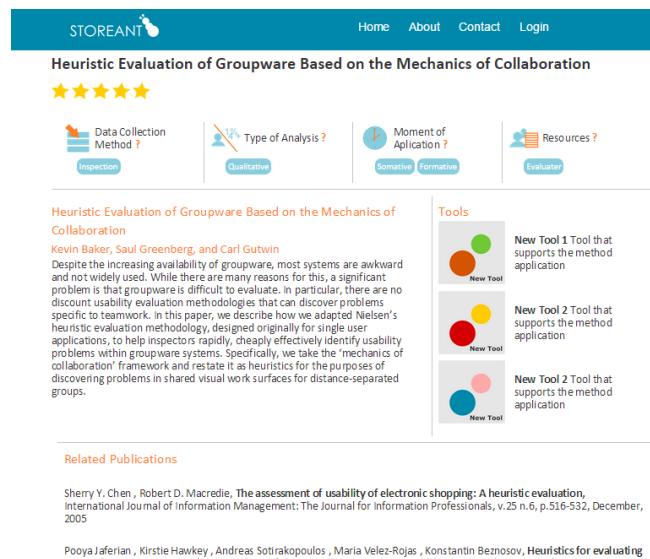 STOREANT
Home About Contact Login
Heuristic Evaluation of Groupware Based on the Mechanics of Collaboration
Data Collection
Method ?
Inspection
12%
Type of Analysis ?
Qualitative
Moment of
Aplication ?
Somative Formative
Resources ?
Evaluater
Heuristic Evaluation of Groupware Based on the Mechanics of
Collaboration
Kevin Baker, Saul Greenberg, and Carl Gutwin
Despite the increasing availability of groupware, most systems are awkward
and not widely used. While there are many reasons for this, a significant
problem is that groupware is difficult to evaluate. In particular, there are no
discount usability evaluation methodologies that can discover problems
specific to teamwork. In this paper, we describe how we adapted Nielsen's
heuristic evaluation methodology, designed originally for single user
applications, to help inspectors rapidly, cheaply effectively identify usability
problems within groupware systems. Specifically, we take the 'mechanics of
collaboration' framework and restate it as heuristics for the purposes of
discovering problems in shared visual work surfaces for distance-separated
groups.
Tools
New Tool
New Tool 1 Tool that
supports the method
application
New Tool
New Tool 2 Tool that
supports the method
application
New Tool
New Tool 2 Tool that
supports the method
application
Related Publications
Sherry Y. Chen , Robert D. Macredie, The assessment of usability of electronic shopping: A heuristic evaluation,
International Journal of Information Management: The Journal for Information Professionals, v.25 n.6, p.516-532, December,
2005
Pooya Jaferian , Kirstie Hawkey , Andreas Sotirakopoulos , Maria Velez-Rojas , Konstantin Beznosov, Heuristics for evaluating